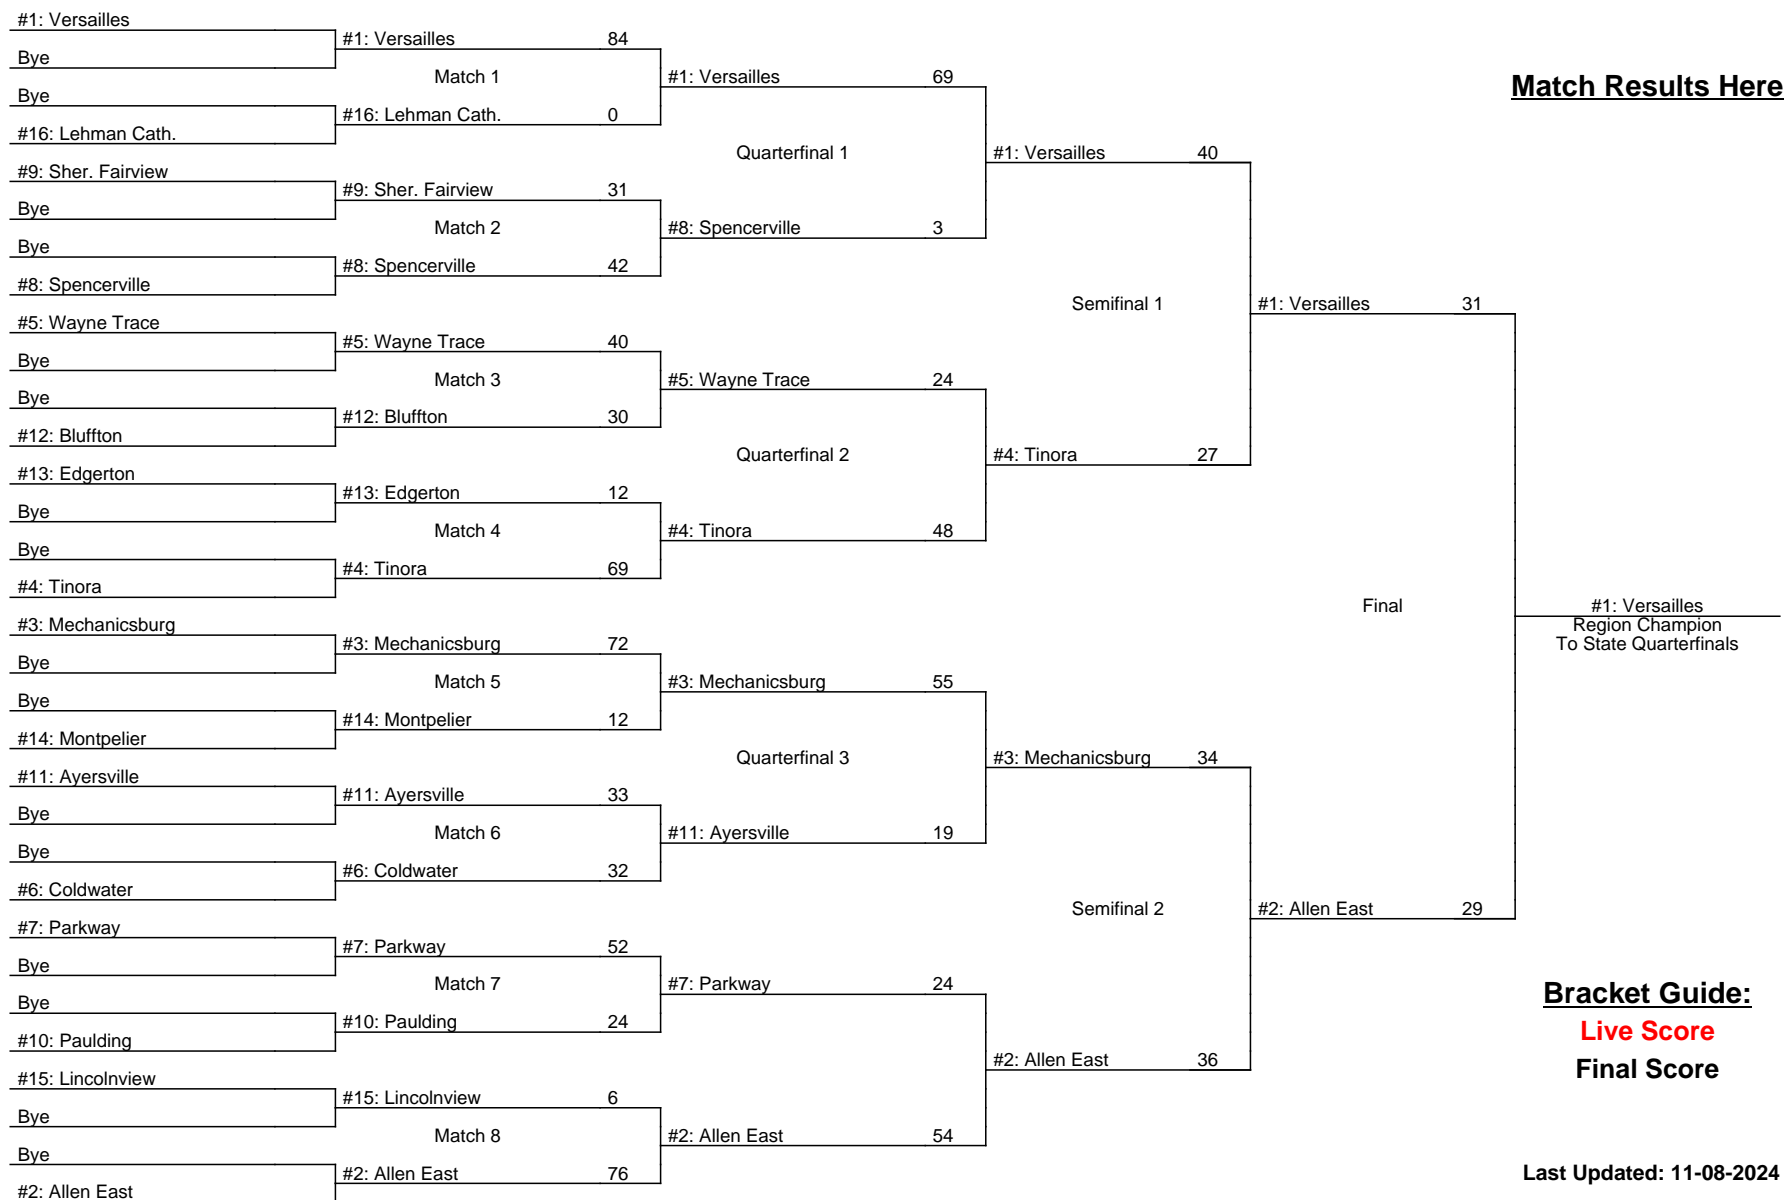 #1: Versailles
Bye
Bye
#16: Lehman Cath.
#9: Sher. Fairview
Bye
Bye
#8: Spencerville
#5: Wayne Trace
Bye
Bye
#12: Bluffton
#13: Edgerton
Bye
Bye
#4: Tinora
#3: Mechanicsburg
Bye
Bye
#14: Montpelier
#11: Ayersville
Bye
Bye
#6: Coldwater
#7: Parkway
Bye
Bye
#10: Paulding
#15: Lincolnview
Bye
Bye
#2: Allen East
#1: Versailles 84
Match 1
#16: Lehman Cath. 0
#9: Sher. Fairview 31
Match 2
#8: Spencerville 42
#5: Wayne Trace 40
Match 3
#12: Bluffton 30
#13: Edgerton 12
Match 4
#4: Tinora 69
#3: Mechanicsburg 72
Match 5
#14: Montpelier 12
#11: Ayersville 33
Match 6
#6: Coldwater 32
#7: Parkway 52
Match 7
#10: Paulding 24
#15: Lincolnview 6
Match 8
#2: Allen East 76
#1: Versailles 69
Quarterfinal 1
#8: Spencerville 3
#5: Wayne Trace 24
Quarterfinal 2
#4: Tinora 48
#3: Mechanicsburg 55
Quarterfinal 3
#11: Ayersville 19
#7: Parkway 24
#2: Allen East 54
#1: Versailles 40
Semifinal 1
#4: Tinora 27
#3: Mechanicsburg 34
Semifinal 2
#2: Allen East 36
#1: Versailles 31
Final
#2: Allen East 29
#1: Versailles
Region Champion
To State Quarterfinals
Match Results Here
Bracket Guide:
Live Score
Final Score
Last Updated: 11-08-2024